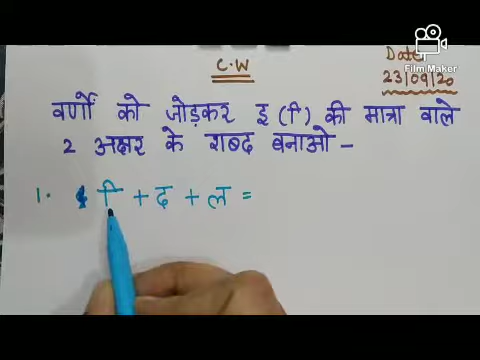 Date
23/09/20
Film Maker
C.W
वर्णों को जोड़कर इ (ि) की मात्रा वाले
2 अक्षर के शब्द बनाओ -
1. ि + द + ल =